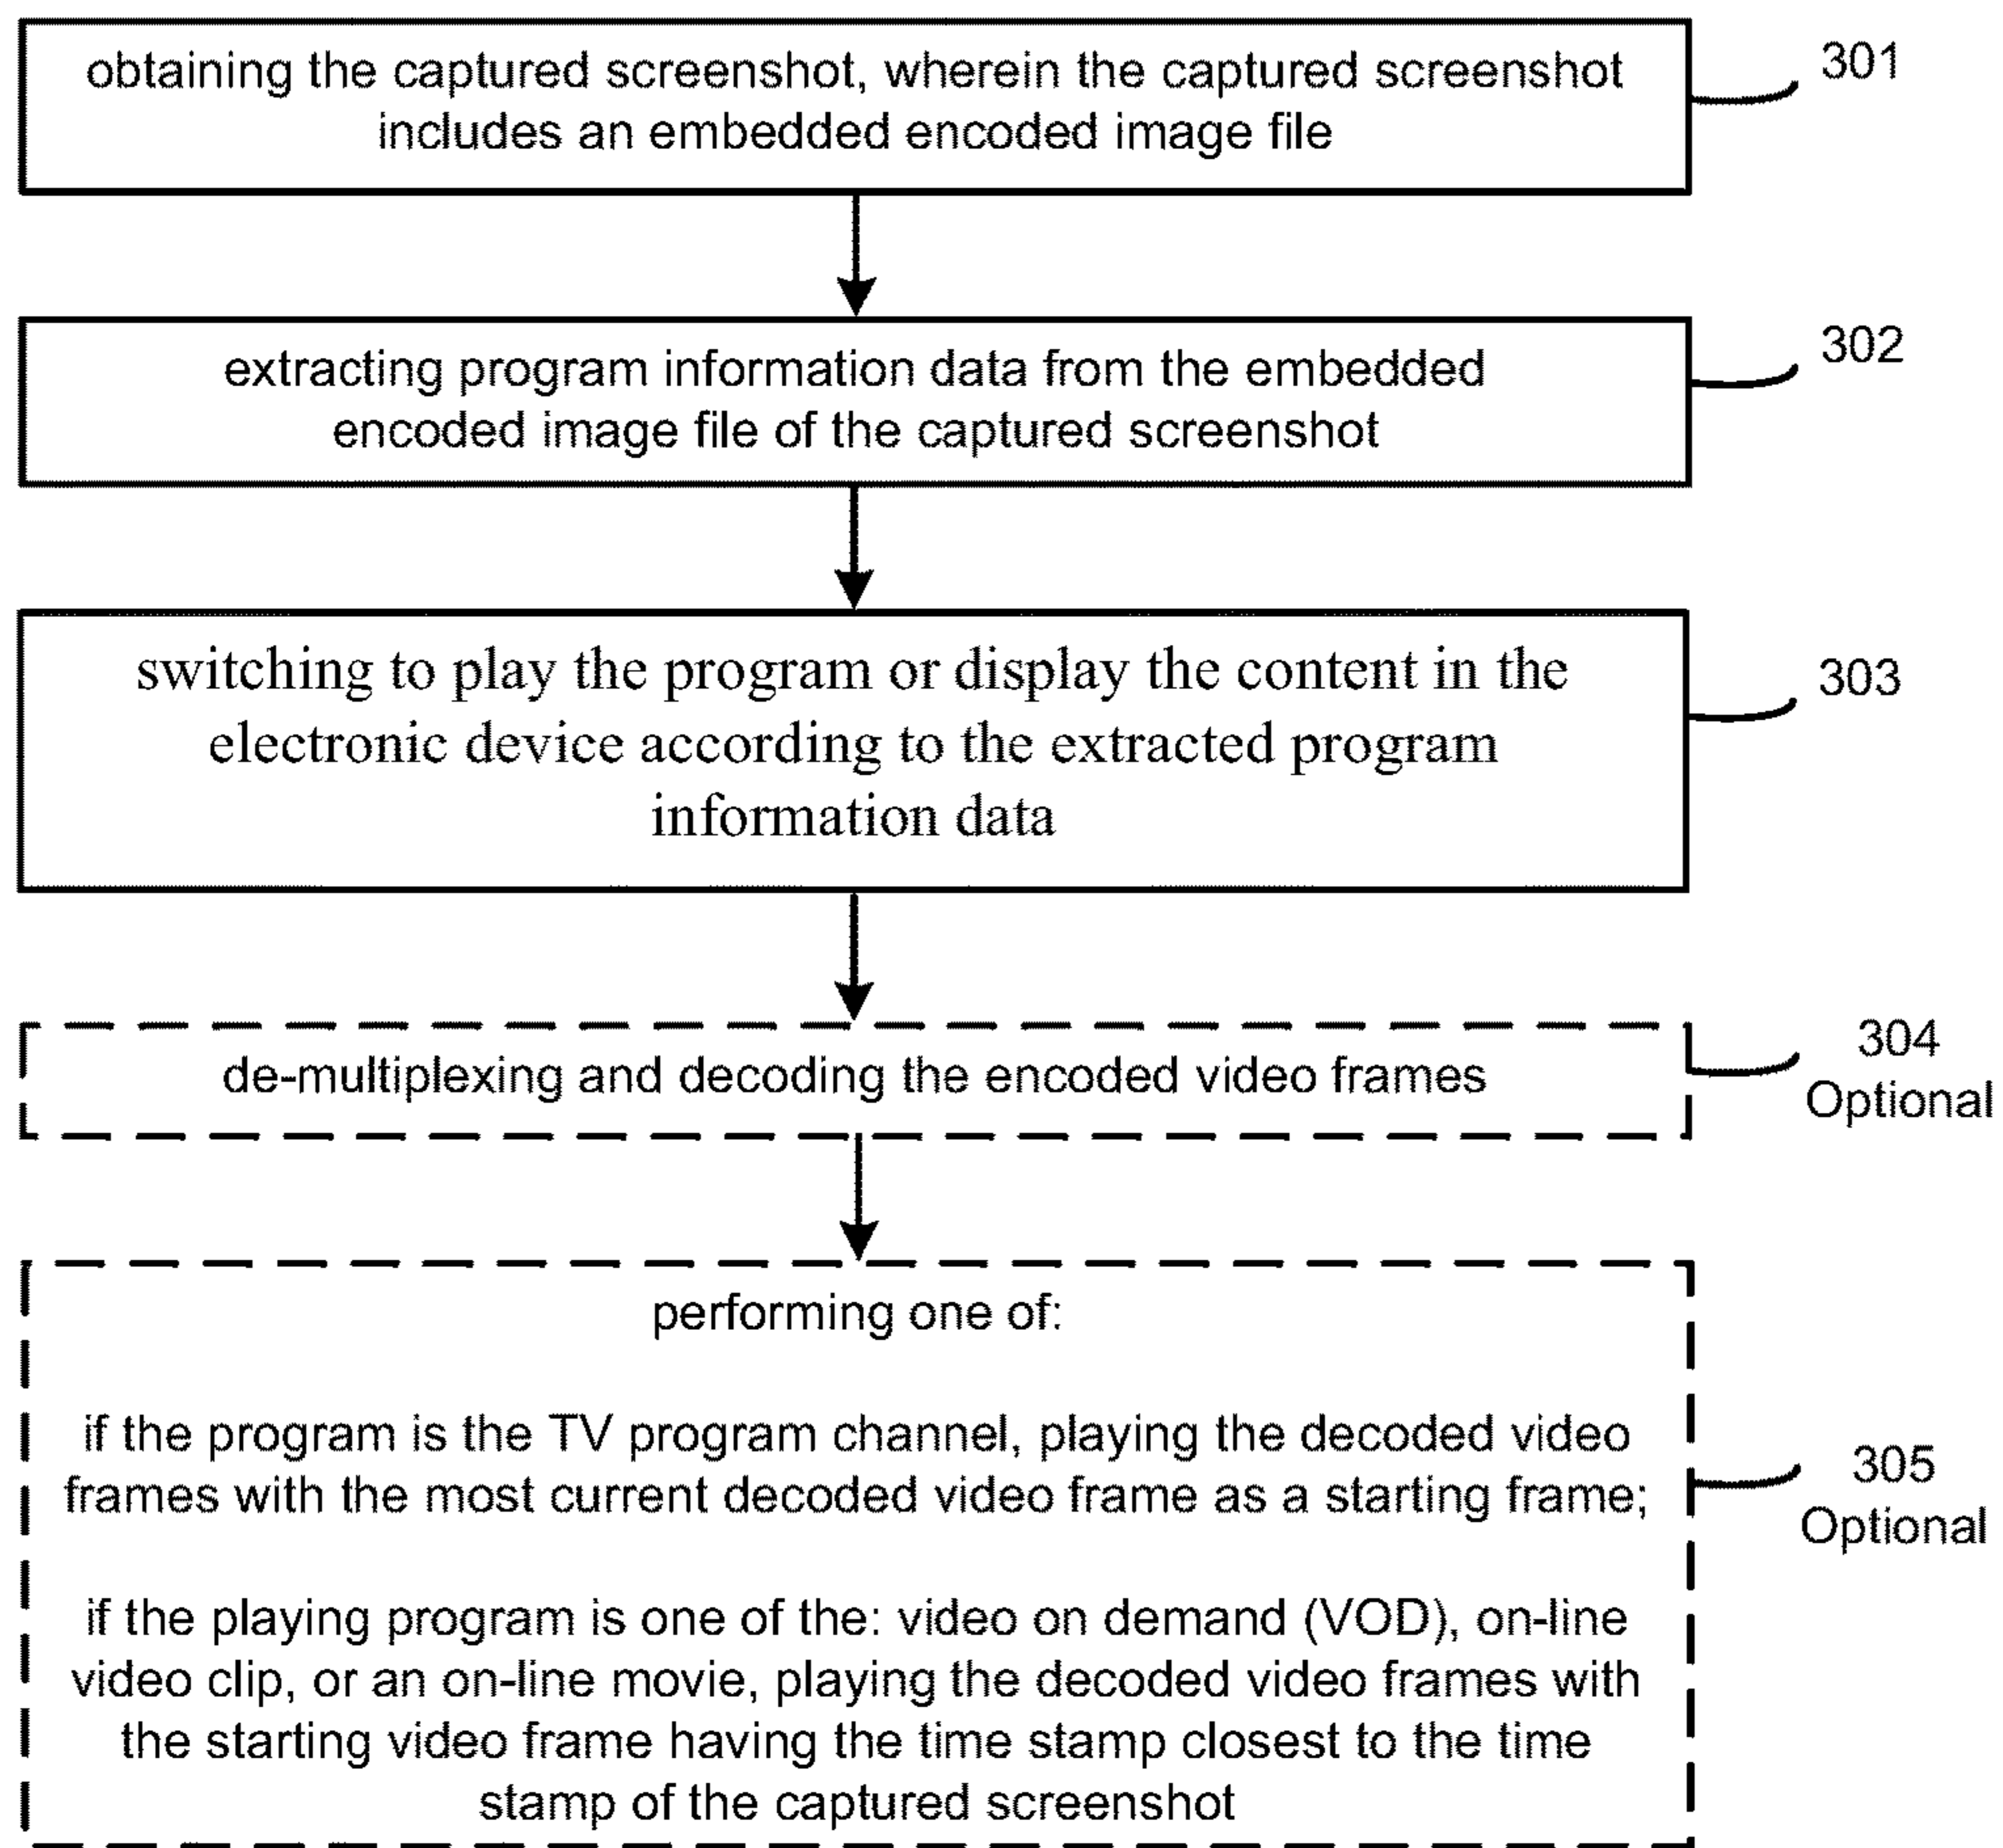 obtaining the captured screenshot, wherein the captured screenshot
includes an embedded encoded image file
301
extracting program information data from the embedded
encoded image file of the captured screenshot
302
switching to play the program or display the content in the
electronic device according to the extracted program
information data
303
de-multiplexing and decoding the encoded video frames
304
Optional
performing one of:
if the program is the TV program channel, playing the decoded video
frames with the most current decoded video frame as a starting frame;
if the playing program is one of the: video on demand (VOD), on-line
video clip, or an on-line movie, playing the decoded video frames with
the starting video frame having the time stamp closest to the time
stamp of the captured screenshot
305
Optional